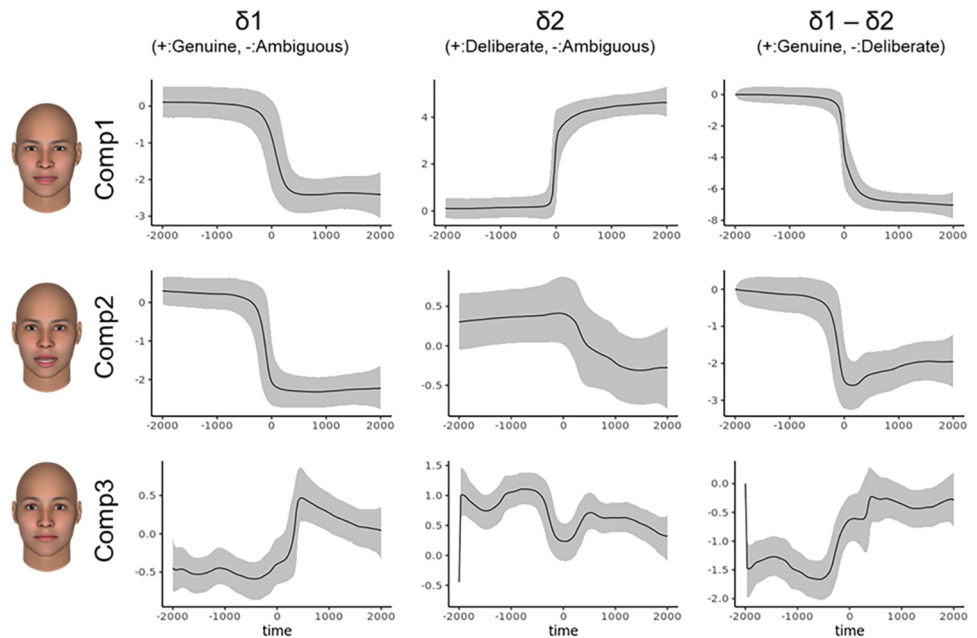 δ1 δ2 δ1 – δ2
(+:Genuine, -:Ambiguous) (+:Deliberate, -:Ambiguous) (+:Genuine, -:Deliberate)
Comp1
0
-1
-2
-3
-2000 -1000 0 1000 2000
4
2
0
-2000 -1000 0 1000 2000
0
-2
-4
-6
-8
-2000 -1000 0 1000 2000
Comp2
0
-1
-2
-2000 -1000 0 1000 2000
0.5
0.0
-0.5
-2000 -1000 0 1000 2000
0
-1
-2
-3
-2000 -1000 0 1000 2000
Comp3
0.5
0.0
-0.5
-2000 -1000 0 1000 2000
time
1.5
1.0
0.5
0.0
-0.5
-2000 -1000 0 1000 2000
time
0.0
-0.5
-1.0
-1.5
-2.0
-2000 -1000 0 1000 2000
time